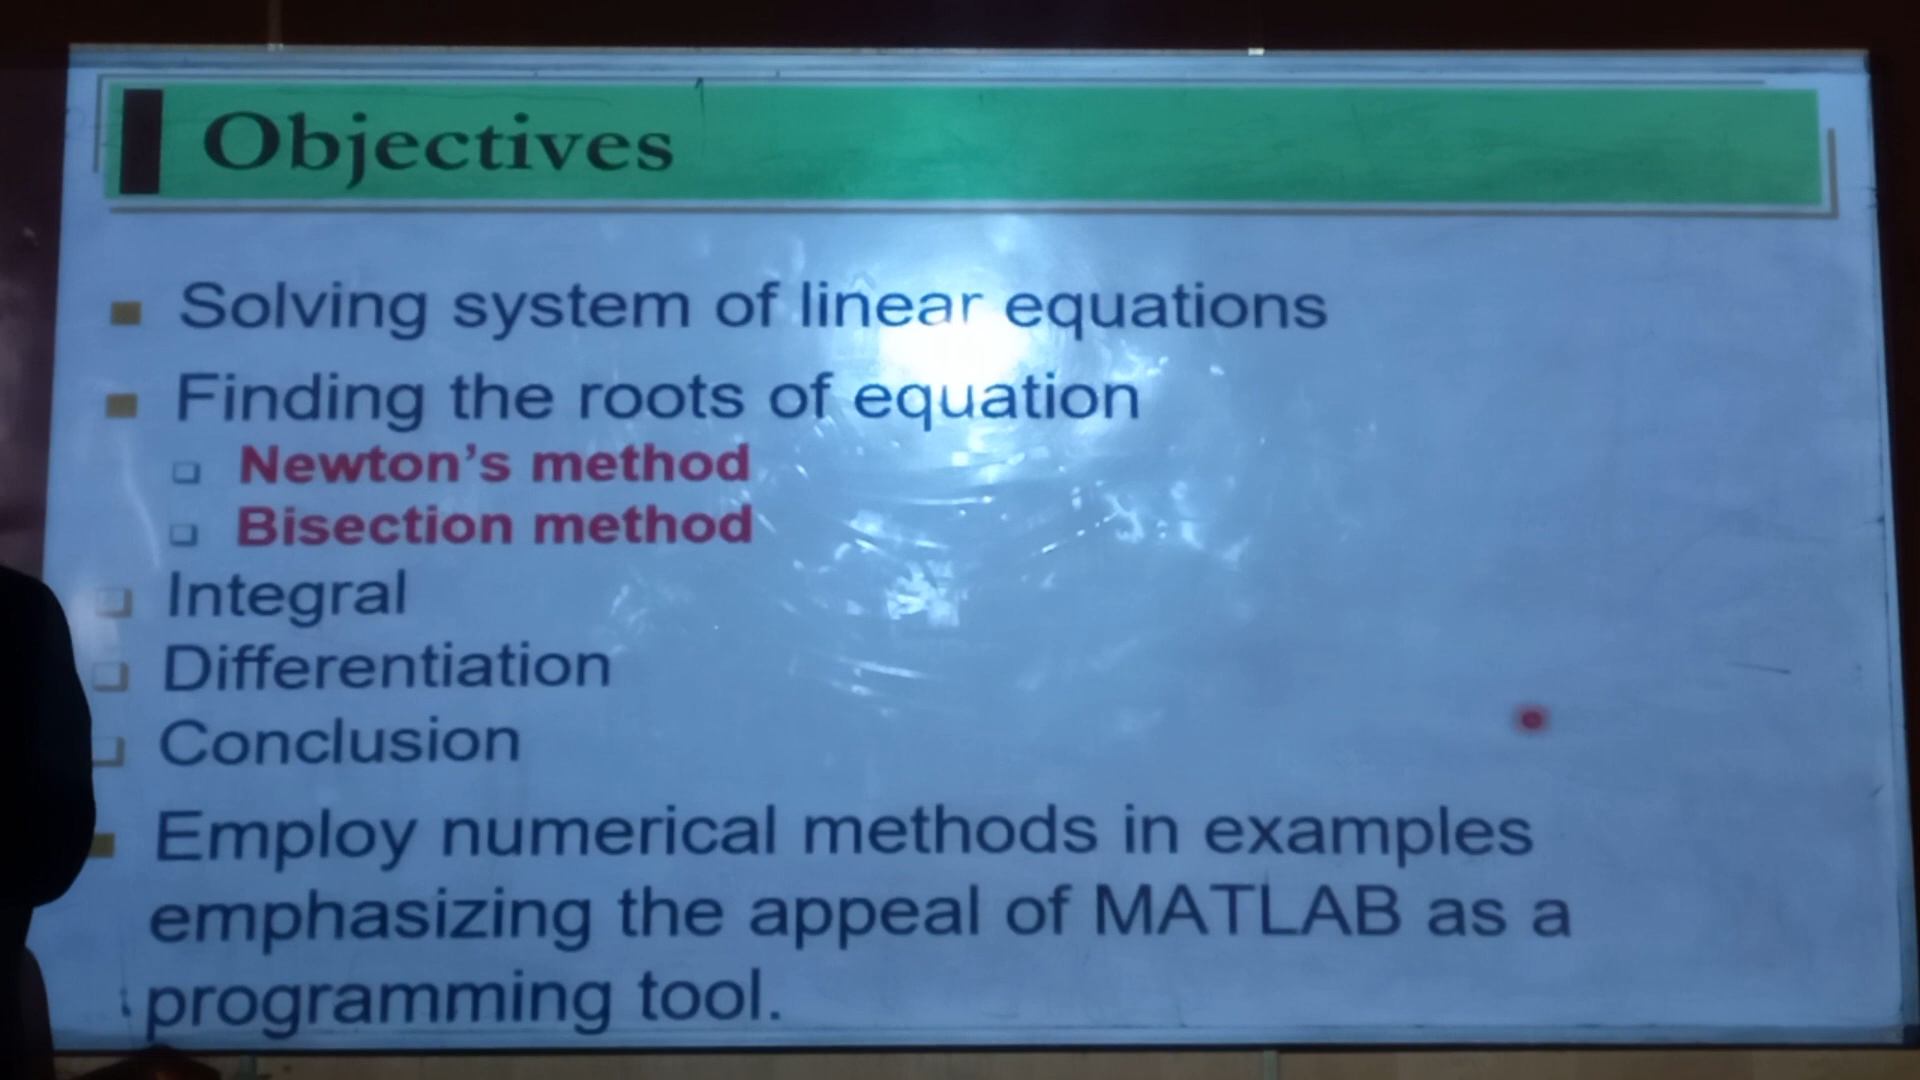 Objectives
Solving system of linear equations
Finding the roots of equation
Newton's method
Bisection method
Integral
Differentiation
Conclusion
Employ numerical methods in examples
emphasizing the appeal of MATLAB as a
programming tool.